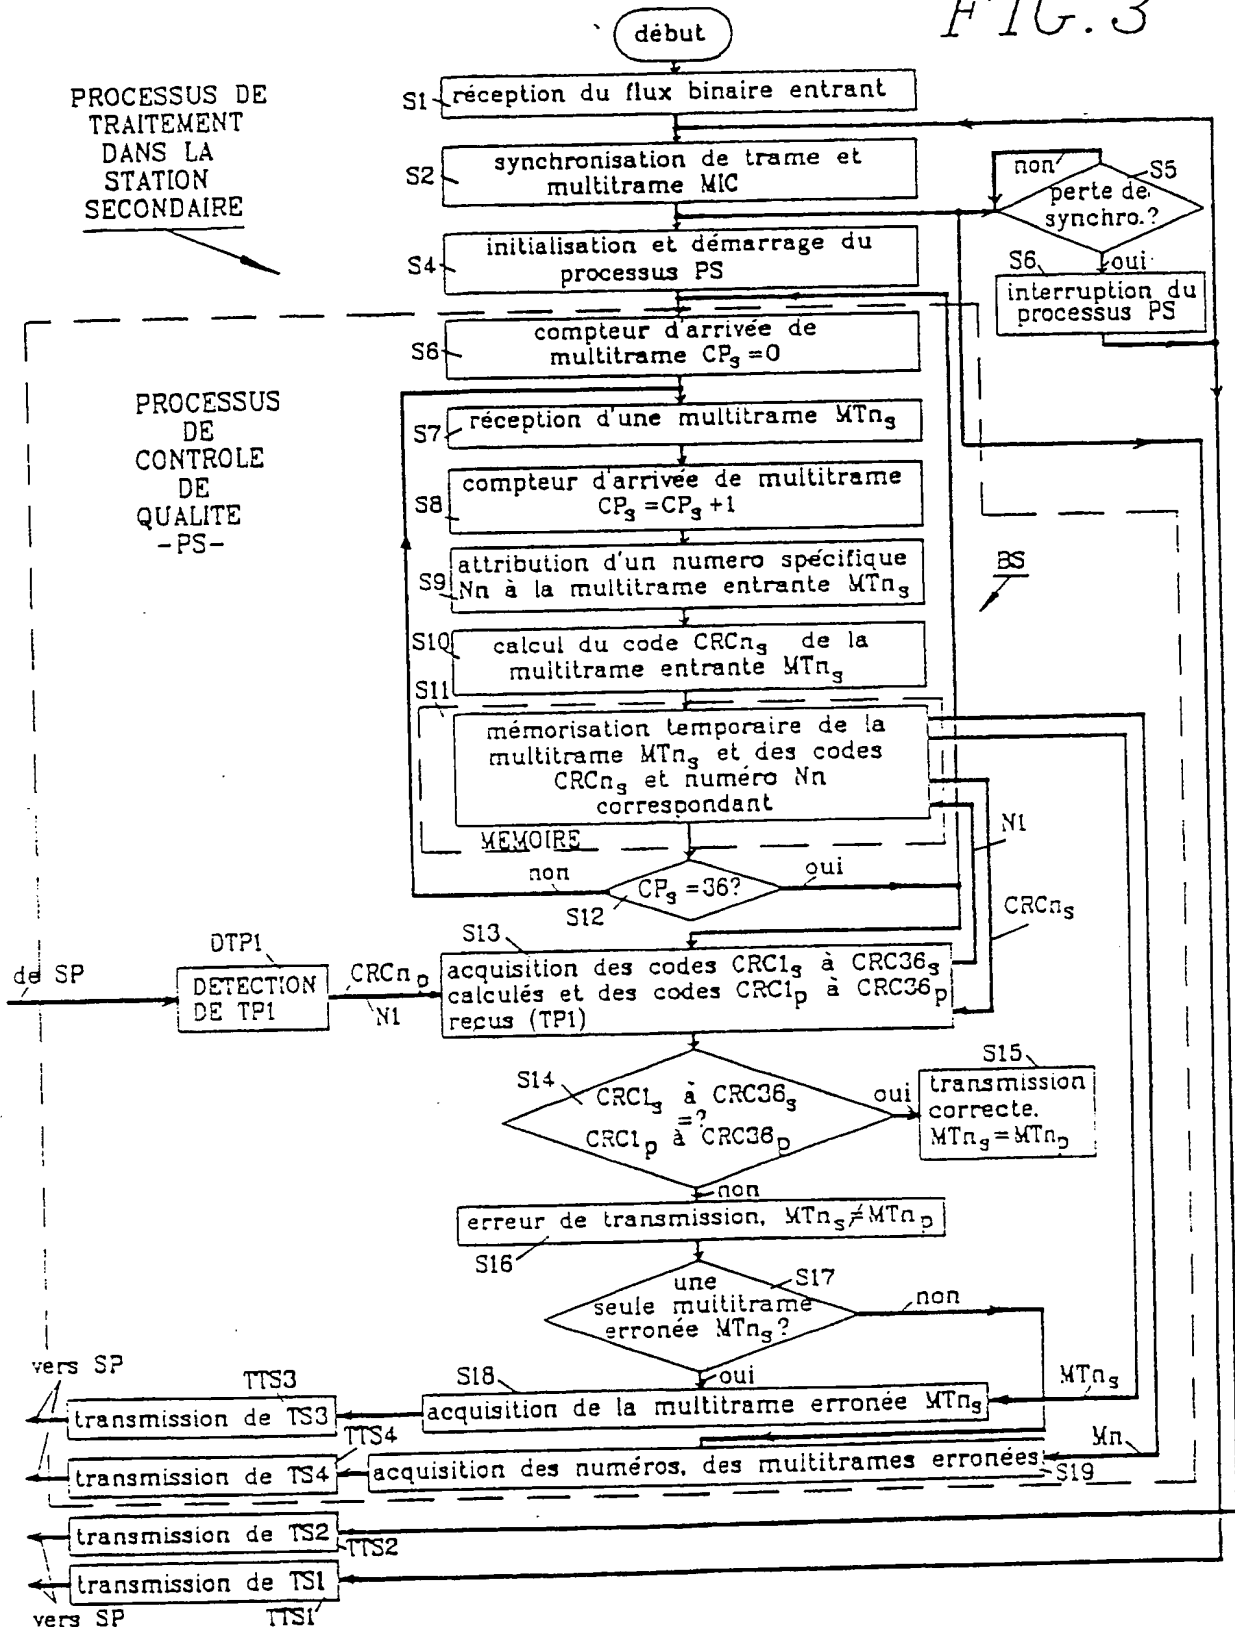 FIG. 3
début
PROCESSUS DE
TRAITEMENT
DANS LA
STATION
SECONDAIRE
S1
réception du flux binaire entrant
S2
synchronisation de trame et
multitrame MIC
non
S5
perte de
synchro.?
S4
initialisation et démarrage du
processus PS
oui
S6
interruption du
processus PS
S6
compteur d'arrivée de
multitrame CPs=0
PROCESSUS
DE
CONTROLE
DE
QUALITE
-PS-
S7
réception d'une multitrame MTns
S8
compteur d'arrivée de multitrame
CPs=CPs+1
S9
attribution d'un numero spécifique
Nn à la multitrame entrante MTns
BS
S10
calcul du code CRCns de la
multitrame entrante MTns
S11
mémorisation temporaire de la
multitrame MTns et des codes
CRCns et numéro Nn
correspondant
MEMOIRE
N1
non
CPs=36?
oui
S12
CRCns
S13
DTP1
de SP
DETECTION
DE TP1
CRCnp
N1
acquisition des codes CRC1s à CRC36s
calculés et des codes CRC1p à CRC36p
recus (TP1)
S14
CRC1s à CRC36s
=?
CRC1p à CRC36p
oui
S15
transmission
correcte.
MTns=MTnp
non
erreur de transmission, MTns≠MTnp
S16
S17
une
seule multitrame
erronée MTns?
non
oui
vers SP
TTS3
transmission de TS3
S18
acquisition de la multitrame erronée MTns
MTns
TTS4
transmission de TS4
acquisition des numéros, des multitrames erronées
Mn
S19
transmission de TS2
TTS2
transmission de TS1
TTS1
vers SP